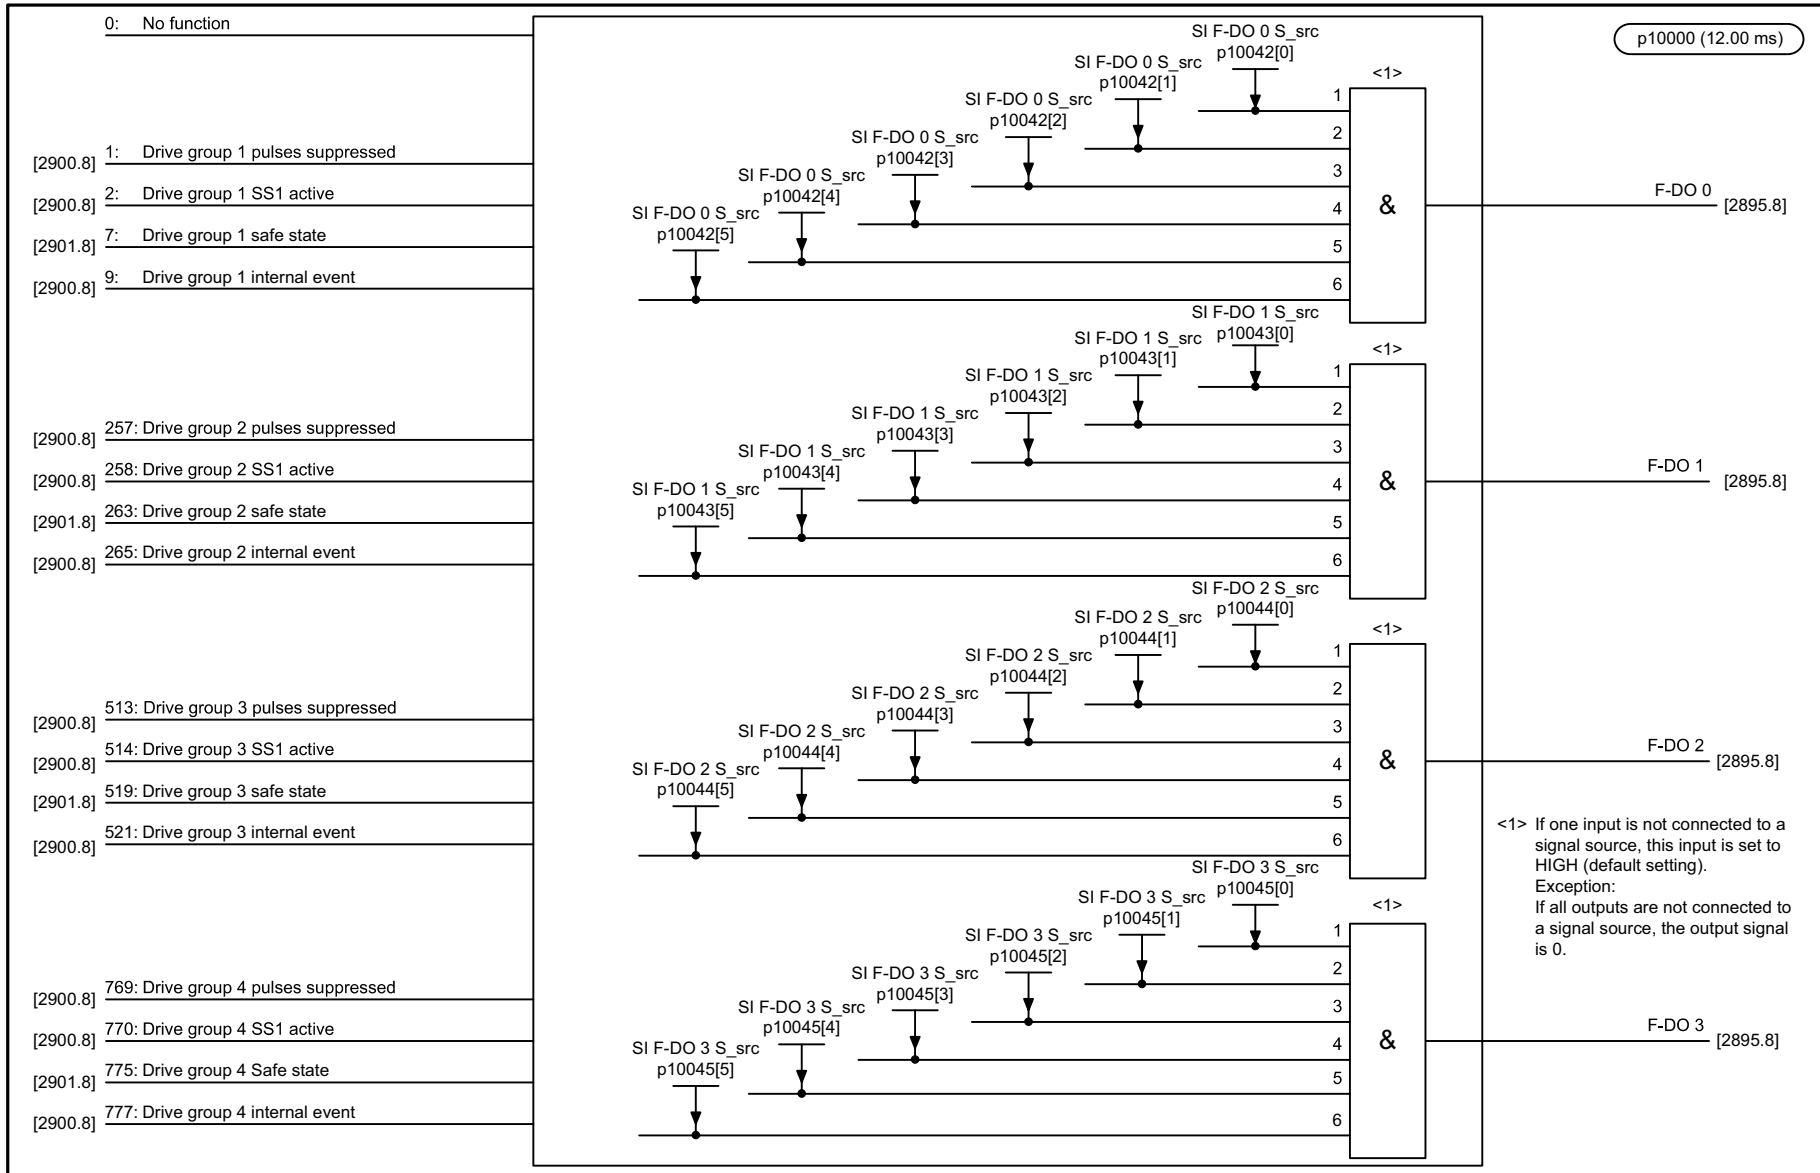 0: No function
p10000 (12.00 ms)
SI F-DO 0 S_src
p10042[0]
SI F-DO 0 S_src
p10042[1]
SI F-DO 0 S_src
p10042[2]
SI F-DO 0 S_src
p10042[3]
SI F-DO 0 S_src
p10042[4]
SI F-DO 0 S_src
p10042[5]
<1>
1
2
3
4
5
6
&
F-DO 0
[2895.8]
[2900.8] 1: Drive group 1 pulses suppressed
[2900.8] 2: Drive group 1 SS1 active
[2901.8] 7: Drive group 1 safe state
[2900.8] 9: Drive group 1 internal event
SI F-DO 1 S_src
p10043[0]
SI F-DO 1 S_src
p10043[1]
SI F-DO 1 S_src
p10043[2]
SI F-DO 1 S_src
p10043[3]
SI F-DO 1 S_src
p10043[4]
SI F-DO 1 S_src
p10043[5]
<1>
1
2
3
4
5
6
&
F-DO 1
[2895.8]
[2900.8] 257: Drive group 2 pulses suppressed
[2900.8] 258: Drive group 2 SS1 active
[2901.8] 263: Drive group 2 safe state
[2900.8] 265: Drive group 2 internal event
SI F-DO 2 S_src
p10044[0]
SI F-DO 2 S_src
p10044[1]
SI F-DO 2 S_src
p10044[2]
SI F-DO 2 S_src
p10044[3]
SI F-DO 2 S_src
p10044[4]
SI F-DO 2 S_src
p10044[5]
<1>
1
2
3
4
5
6
&
F-DO 2
[2895.8]
[2900.8] 513: Drive group 3 pulses suppressed
[2900.8] 514: Drive group 3 SS1 active
[2901.8] 519: Drive group 3 safe state
[2900.8] 521: Drive group 3 internal event
<1> If one input is not connected to a
signal source, this input is set to
HIGH (default setting).
Exception:
If all outputs are not connected to
a signal source, the output signal
is 0.
SI F-DO 3 S_src
p10045[0]
SI F-DO 3 S_src
p10045[1]
SI F-DO 3 S_src
p10045[2]
SI F-DO 3 S_src
p10045[3]
SI F-DO 3 S_src
p10045[4]
SI F-DO 3 S_src
p10045[5]
<1>
1
2
3
4
5
6
&
F-DO 3
[2895.8]
[2900.8] 769: Drive group 4 pulses suppressed
[2900.8] 770: Drive group 4 SS1 active
[2901.8] 775: Drive group 4 Safe state
[2900.8] 777: Drive group 4 internal event